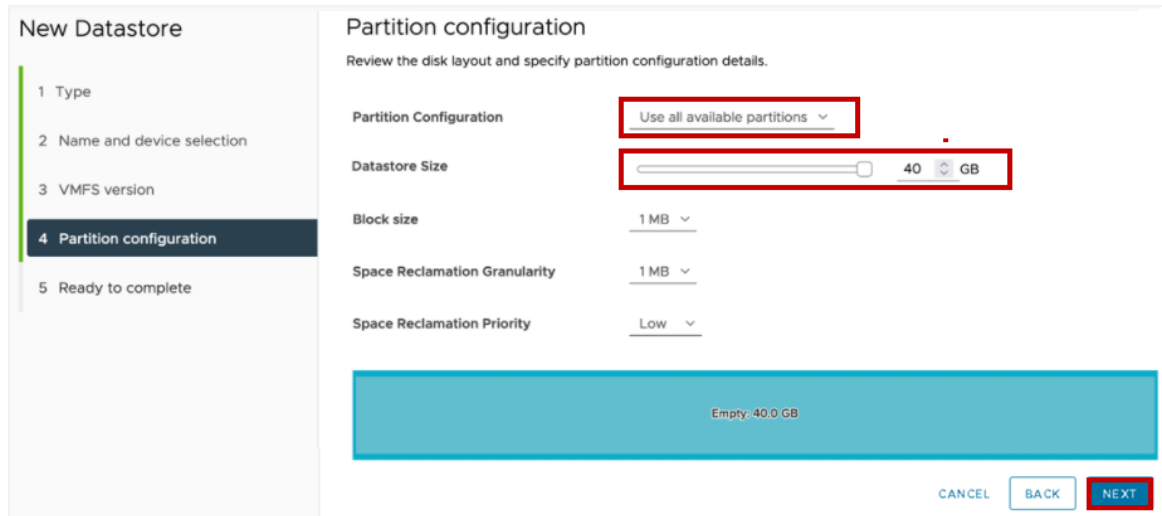 New Datastore
1 Type
2 Name and device selection
3 VMFS version
4 Partition configuration
5 Ready to complete
Partition configuration
Review the disk layout and specify partition configuration details.
Partition Configuration Use all available partitions
Datastore Size 40 GB
Block size 1 MB
Space Reclamation Granularity 1 MB
Space Reclamation Priority Low
Empty: 40.0 GB
CANCEL BACK NEXT